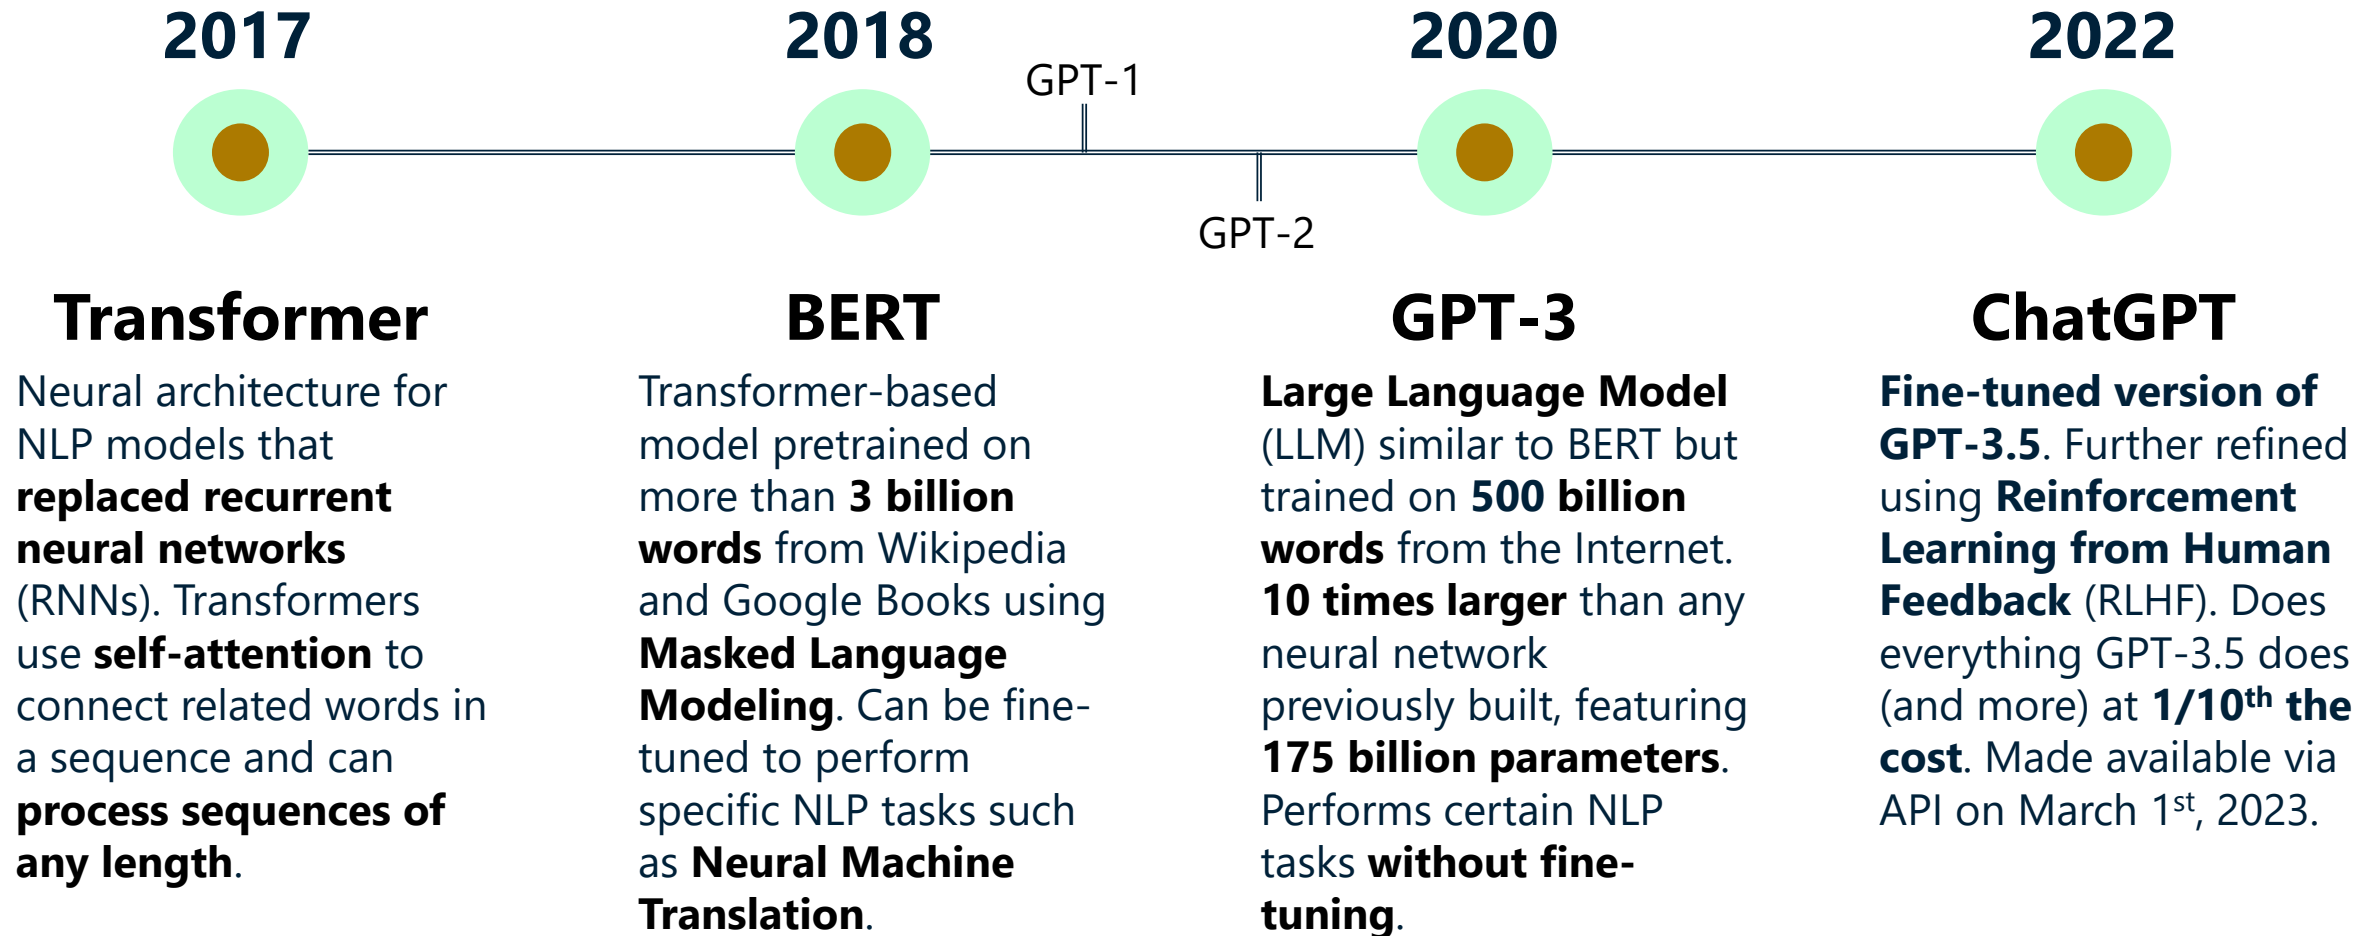 2017
2018
2020
2022
GPT-1
GPT-2
Transformer
Neural architecture for
NLP models that
replaced recurrent
neural networks
(RNNs). Transformers
use self-attention to
connect related words in
a sequence and can
process sequences of
any length.
BERT
Transformer-based
model pretrained on
more than 3 billion
words from Wikipedia
and Google Books using
Masked Language
Modeling. Can be fine-
tuned to perform
specific NLP tasks such
as Neural Machine
Translation.
GPT-3
Large Language Model
(LLM) similar to BERT but
trained on 500 billion
words from the Internet.
10 times larger than any
neural network
previously built, featuring
175 billion parameters.
Performs certain NLP
tasks without fine-
tuning.
ChatGPT
Fine-tuned version of
GPT-3.5. Further refined
using Reinforcement
Learning from Human
Feedback (RLHF). Does
everything GPT-3.5 does
(and more) at 1/10th the
cost. Made available via
API on March 1st, 2023.